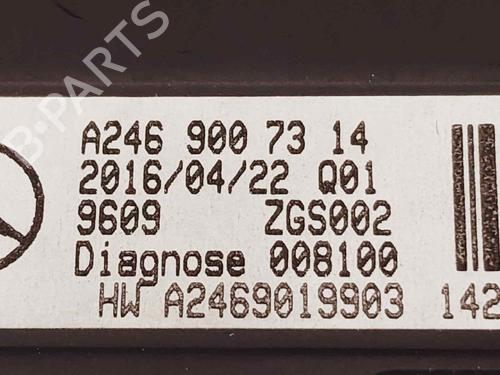 A246 900 73 14
2016/04/22 Q01
9609 ZGS002
Diagnose 008100
HW A2469019903 142
B-PARTS